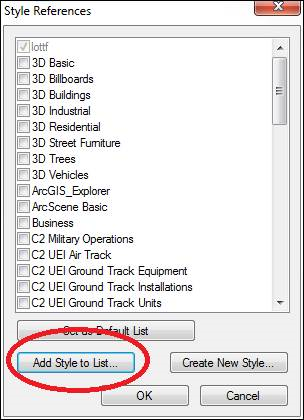 Style References
lottf
3D Basic
3D Billboards
3D Buildings
3D Industrial
3D Residential
3D Street Furniture
3D Trees
3D Vehicles
ArcGIS_Explorer
ArcScene Basic
Business
C2 Military Operations
C2 UEI Air Track
C2 UEI Ground Track Equipment
C2 UEI Ground Track Installations
C2 UEI Ground Track Units
Set as Default List
Add Style to List...
Create New Style...
OK
Cancel